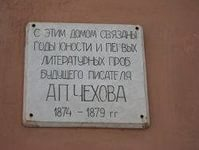 С ЭТИМ ДОМОМ СВЯЗАНЫ
ГОДЫ ЮНОСТИ И ПЕРВЫХ
ЛИТЕРАТУРНЫХ ПРОБ
БУДУЩЕГО ПИСАТЕЛЯ
А.П.ЧЕХОВА
1874 – 1879 гг